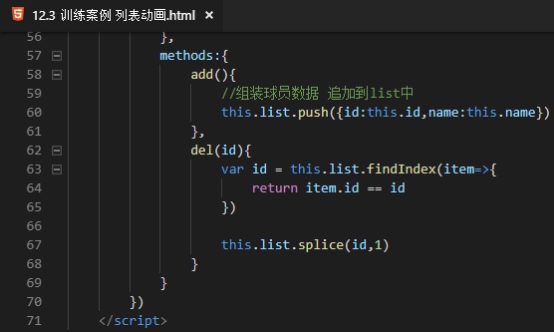 12.3 训练案例 列表动画.html ×
56 },
57 methods:{
58 add(){
59 //组装球员数据 追加到list中
60 this.list.push({id:this.id,name:this.name})
61 },
62 del(id){
63 var id = this.list.findIndex(item=>{
64 return item.id == id
65 })
66
67 this.list.splice(id,1)
68 }
69 }
70 })
71 </script>